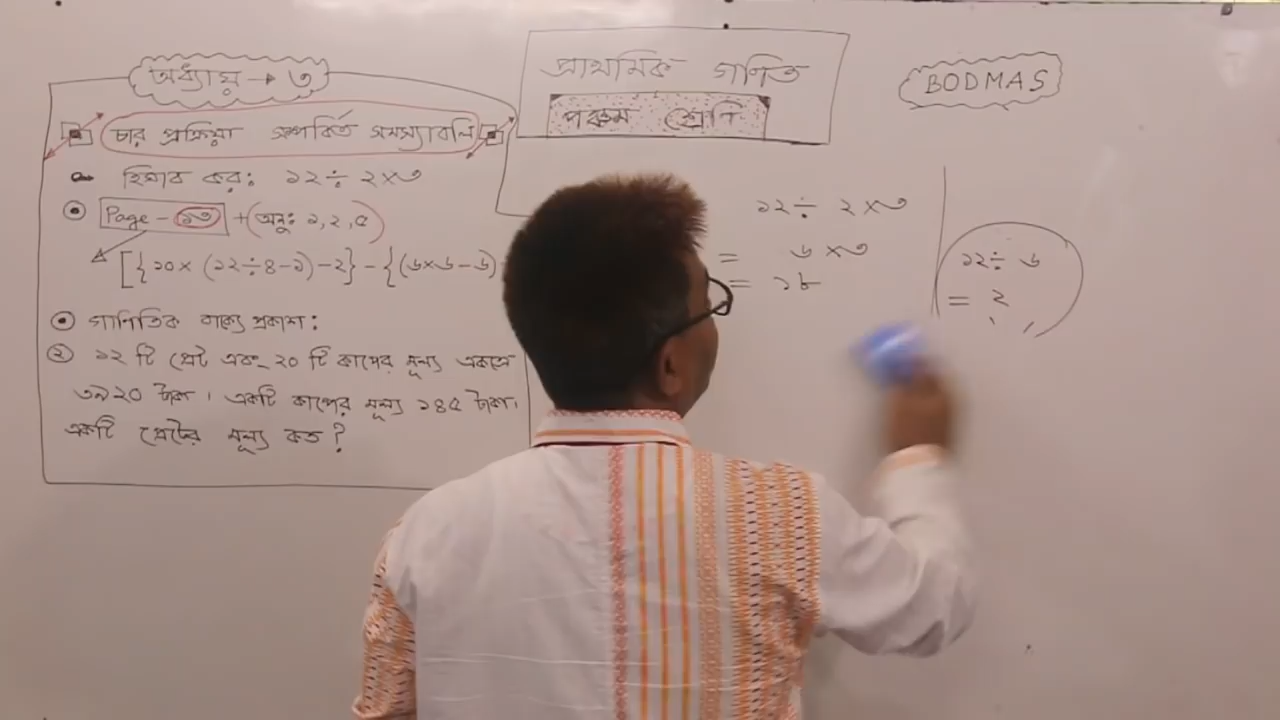 অধ্যায় → ৩
চার প্রক্রিয়া সম্পর্কিত সমস্যাবলি
হিসাব কর: ১২ ÷ ২×৩
Page - ১৩ + (অনু: ১, ২, ৫)
[{১০× (১২÷৪-১)-২} - {(৬×৬-৬)
গাণিতিক বাক্যে প্রকাশ:
২ ১২ টি প্লেট এবং ২০ টি কাপের মূল্য একত্রে
৩৯২০ টাকা। একটি কাপের মূল্য ১৪৫ টাকা।
একটি প্লেটের মূল্য কত?
প্রাথমিক গণিত
পঞ্চম শ্রেণি
১২ ÷ ২ ×৩
= ৬ ×৩
= ১৮
BODMAS
১২ ÷ ৬
= ২